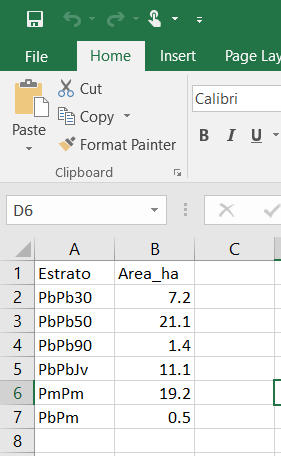 File Home Insert Page Lay
Cut
Copy
Format Painter
Paste
Clipboard
Calibri
B I U
D6
A B C
1 Estrato Area_ha
2 PbPb30 7.2
3 PbPb50 21.1
4 PbPb90 1.4
5 PbPbJv 11.1
6 PmPm 19.2
7 PbPm 0.5
8